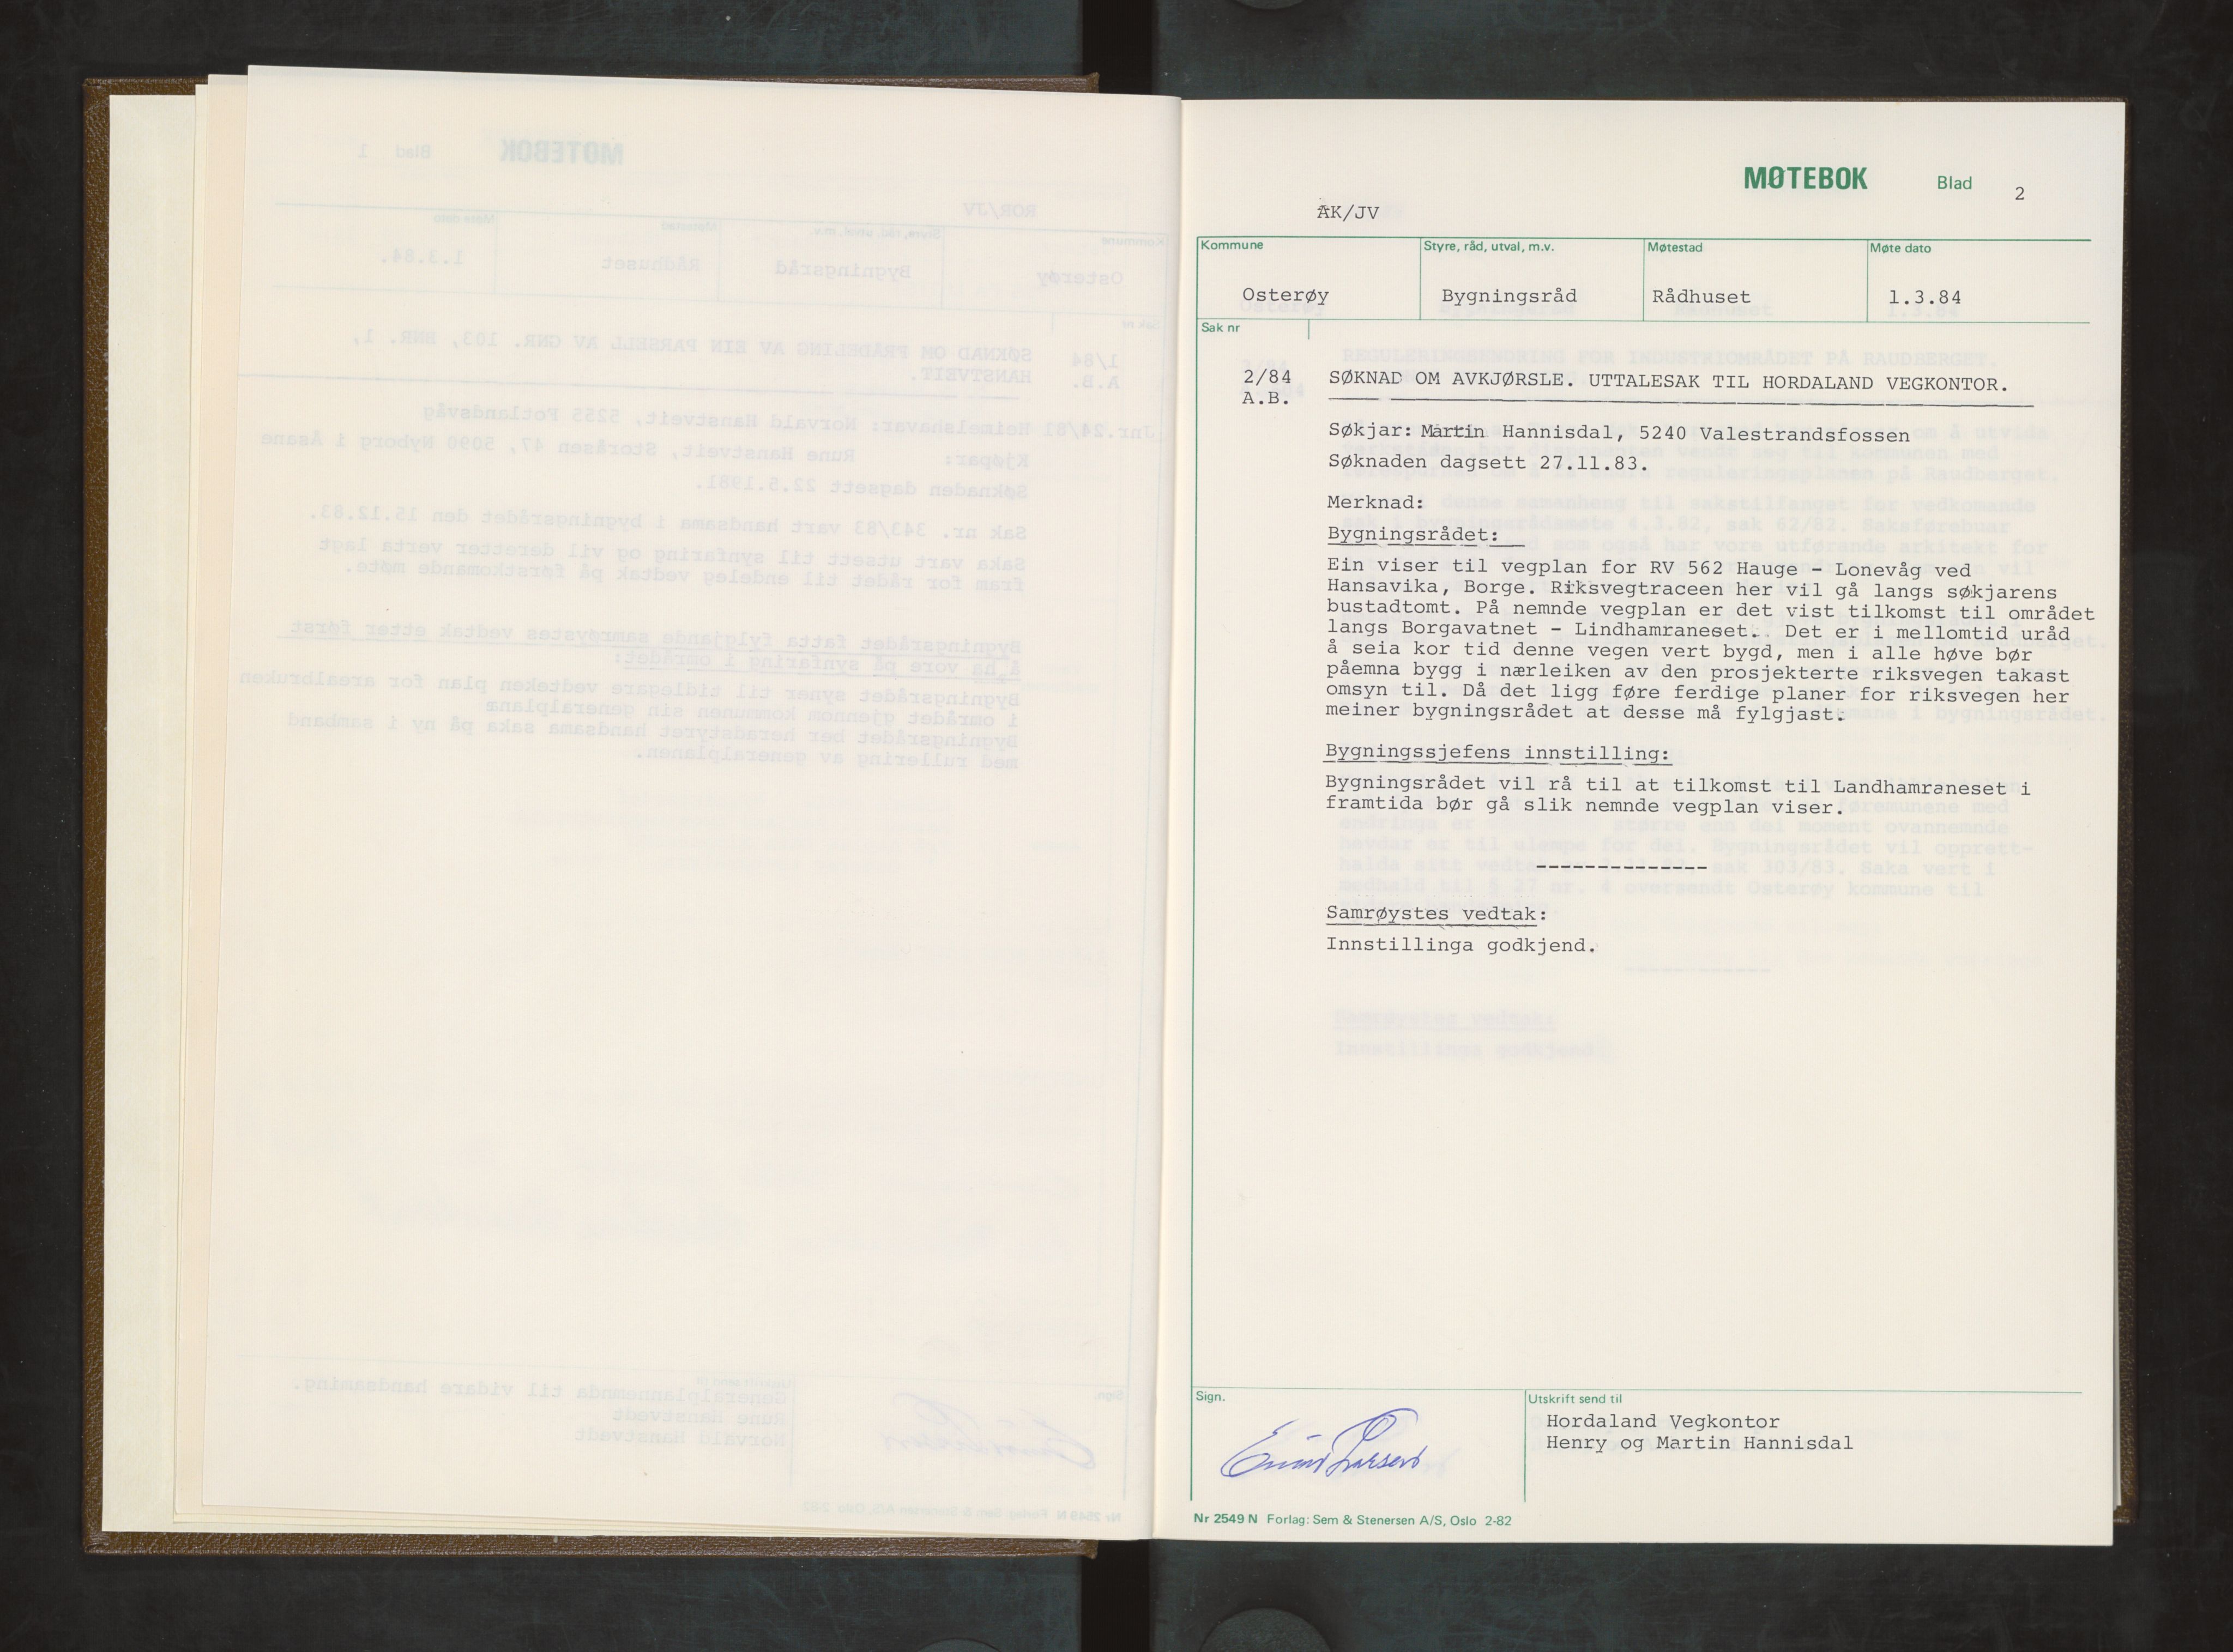 MØTEBOK Blad 2
AK/JV
Kommune Styre, råd, utval, m.v. Møtestad Møte dato
Osterøy Bygningsråd Rådhuset 1.3.84
Sak nr
2/84 SØKNAD OM AVKJØRSLE. UTTALESAK TIL HORDALAND VEGKONTOR.
A.B.
Søkjar: Martin Hannisdal, 5240 Valestrandsfossen
Søknaden dagsett 27.11.83.
Merknad:
Bygningsrådet:
Ein viser til vegplan for RV 562 Hauge - Lonevåg ved
Hansavika, Borge. Riksvegtraceen her vil gå langs søkjarens
bustadtomt. På nemnde vegplan er det vist tilkomst til området
langs Borgavatnet - Lindhamraneset. Det er i mellomtid uråd
å seia kor tid denne vegen vert bygd, men i alle høve bør
påemna bygg i nærleiken av den prosjekterte riksvegen takast
omsyn til. Då det ligg føre ferdige planer for riksvegen her
meiner bygningsrådet at desse må fylgjast.
Bygningssjefens innstilling:
Bygningsrådet vil rå til at tilkomst til Landhamraneset i
framtida bør gå slik nemnde vegplan viser.
--------------
Samrøystes vedtak:
Innstillinga godkjend.
Sign. Utskrift send til
Hordaland Vegkontor
Henry og Martin Hannisdal
Nr 2549 N Forlag: Sem & Stenersen A/S, Oslo 2-82